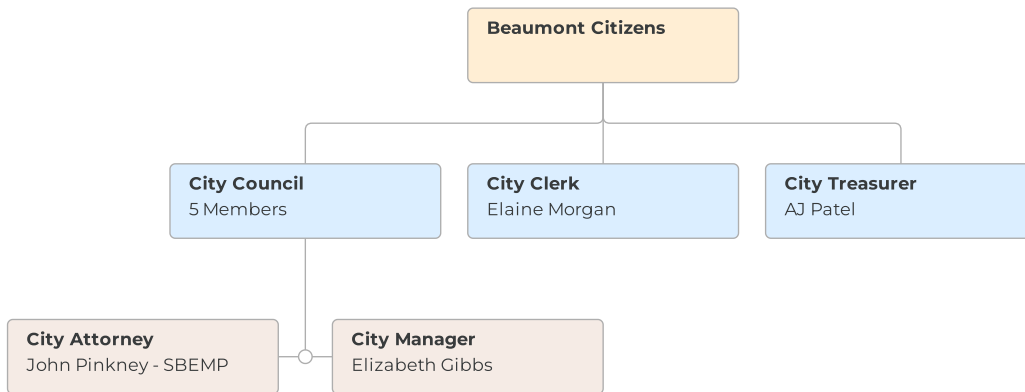 Beaumont Citizens
City Council
5 Members
City Clerk
Elaine Morgan
City Treasurer
AJ Patel
City Attorney
John Pinkney - SBEMP
City Manager
Elizabeth Gibbs